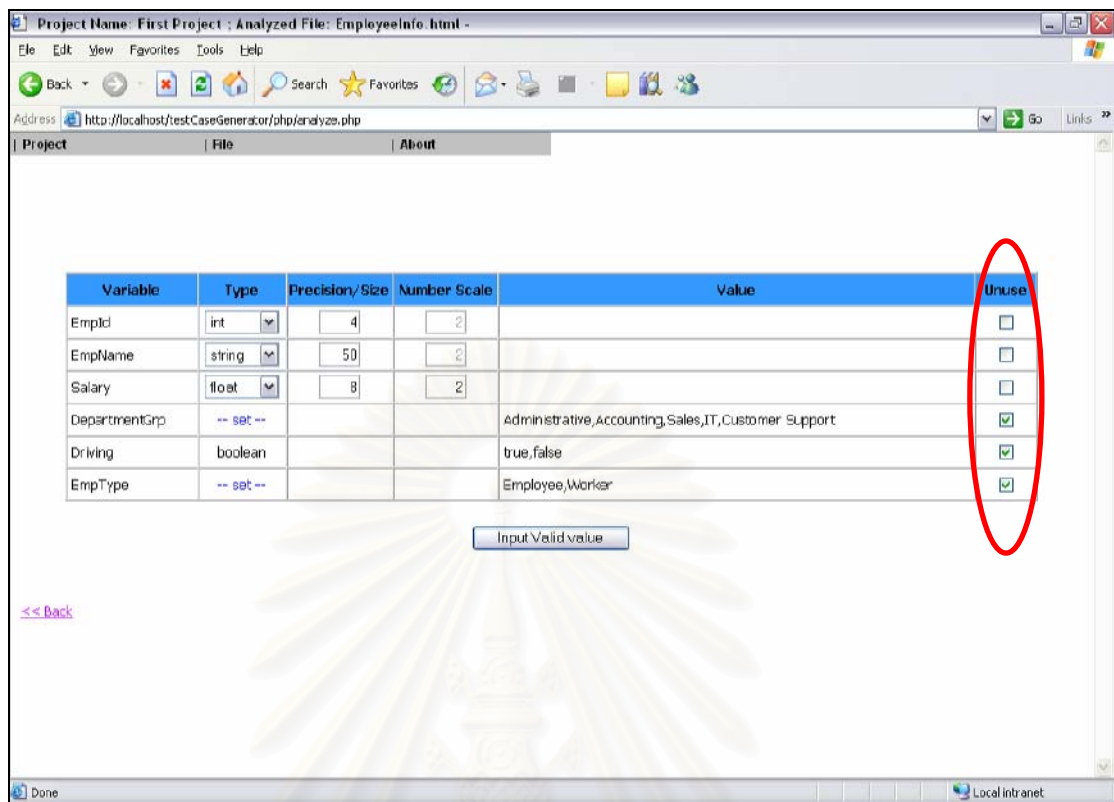 Project Name: First Project ; Analyzed File: EmployeeInfo.html -
File Edit View Favorites Tools Help
Back Search Favorites
Address http://localhost/testCaseGenerator/php/analyze.php Go Links »
| Project | File | About
Variable Type Precision/Size Number Scale Value Unuse
EmpId int 4 2
EmpName string 50 2
Salary float 8 2
DepartmentGrp -- set -- Administrative,Accounting,Sales,IT,Customer Support
Driving boolean true,false
EmpType -- set -- Employee,Worker
Input Valid value
<< Back
Done Local intranet